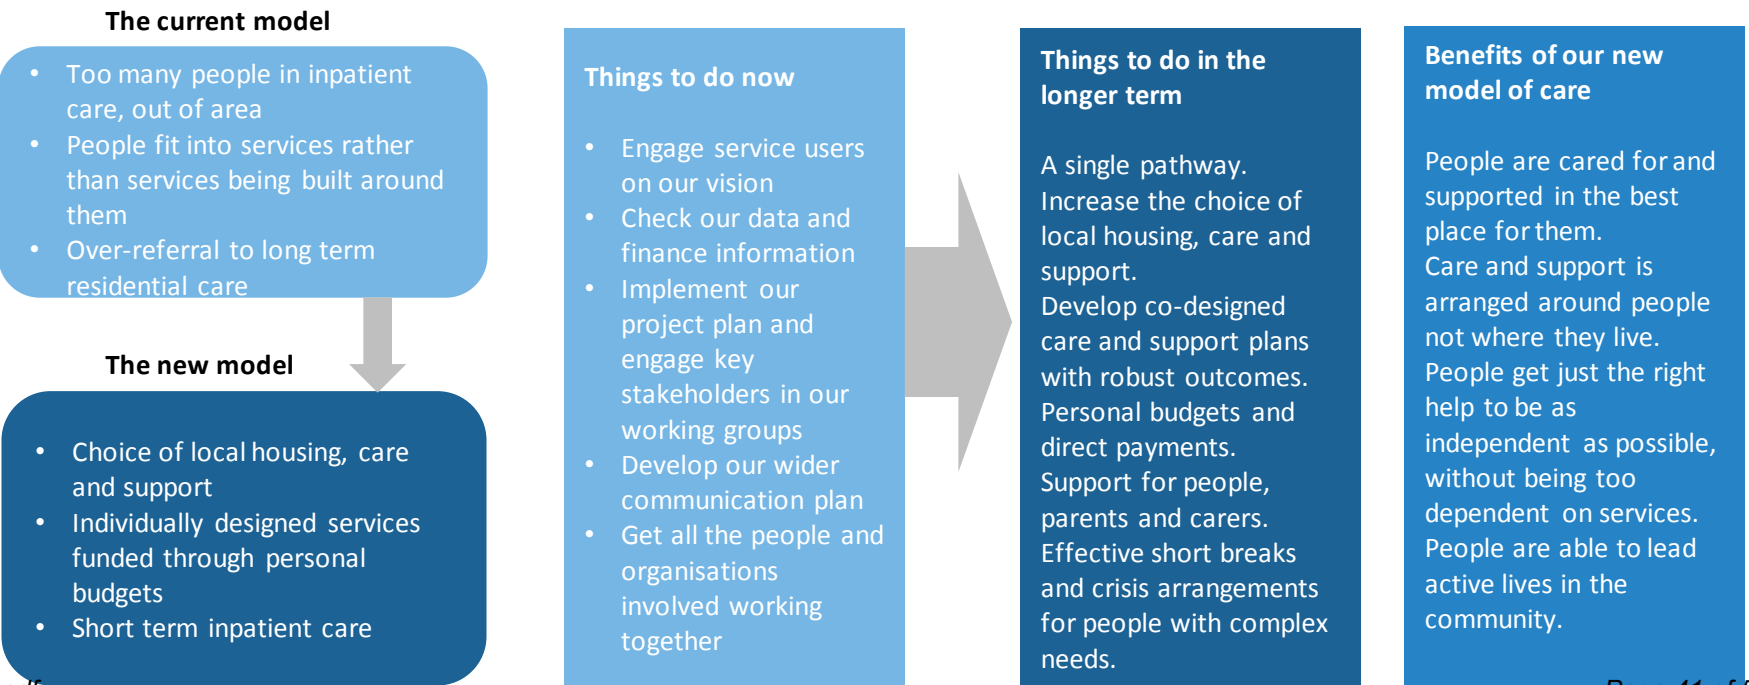 The current model
• Too many people in inpatient
care, out of area
• People fit into services rather
than services being built around
them
• Over-referral to long term
residential care
The new model
• Choice of local housing, care
and support
• Individually designed services
funded through personal
budgets
• Short term inpatient care
Things to do now
• Engage service users
on our vision
• Check our data and
finance information
• Implement our
project plan and
engage key
stakeholders in our
working groups
• Develop our wider
communication plan
• Get all the people and
organisations
involved working
together
Things to do in the
longer term
A single pathway.
Increase the choice of
local housing, care and
support.
Develop co-designed
care and support plans
with robust outcomes.
Personal budgets and
direct payments.
Support for people,
parents and carers.
Effective short breaks
and crisis arrangements
for people with complex
needs.
Benefits of our new
model of care
People are cared for and
supported in the best
place for them.
Care and support is
arranged around people
not where they live.
People get just the right
help to be as
independent as possible,
without being too
dependent on services.
People are able to lead
active lives in the
community.